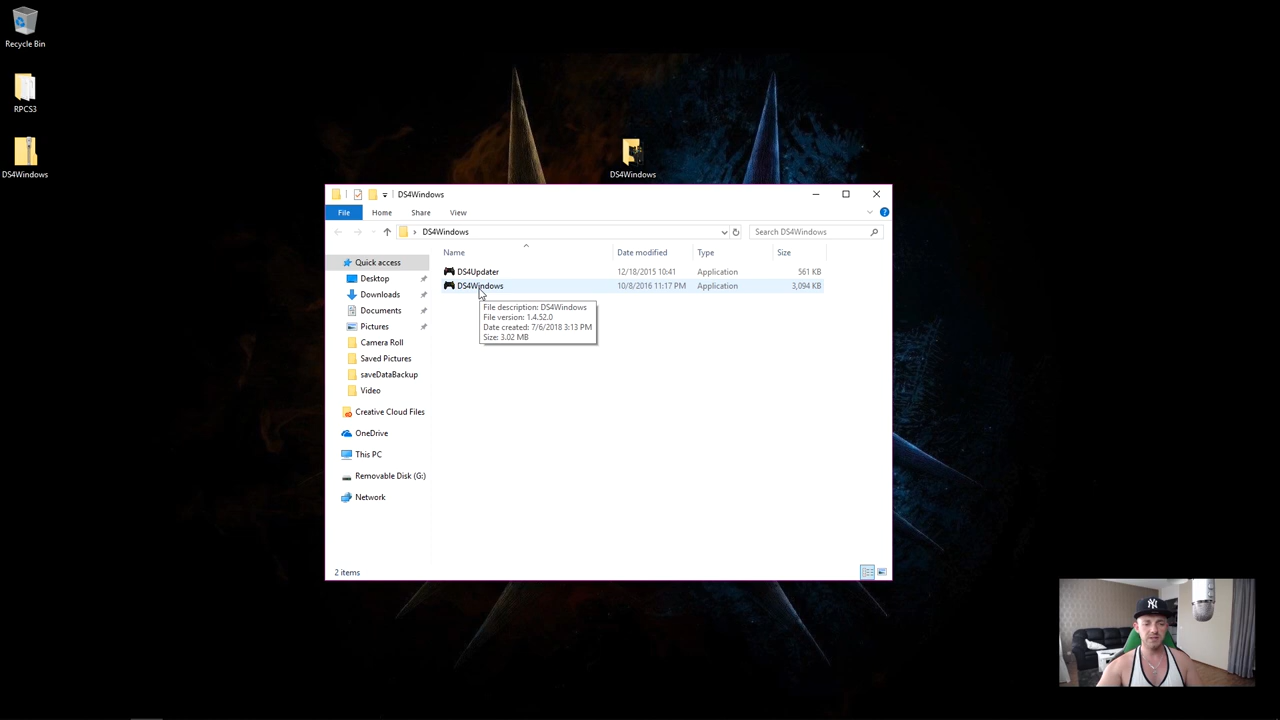 Recycle Bin
RPCS3
DS4Windows
DS4Windows
DS4Windows
File Home Share View
DS4Windows
Search DS4Windows
Name Date modified Type Size
DS4Updater 12/18/2015 10:41 Application 561 KB
DS4Windows 10/8/2016 11:17 PM Application 3,094 KB
File description: DS4Windows
File version: 1.4.52.0
Date created: 7/6/2018 3:13 PM
Size: 3.02 MB
Quick access
Desktop
Downloads
Documents
Pictures
Camera Roll
Saved Pictures
saveDataBackup
Video
Creative Cloud Files
OneDrive
This PC
Removable Disk (G:)
Network
2 items